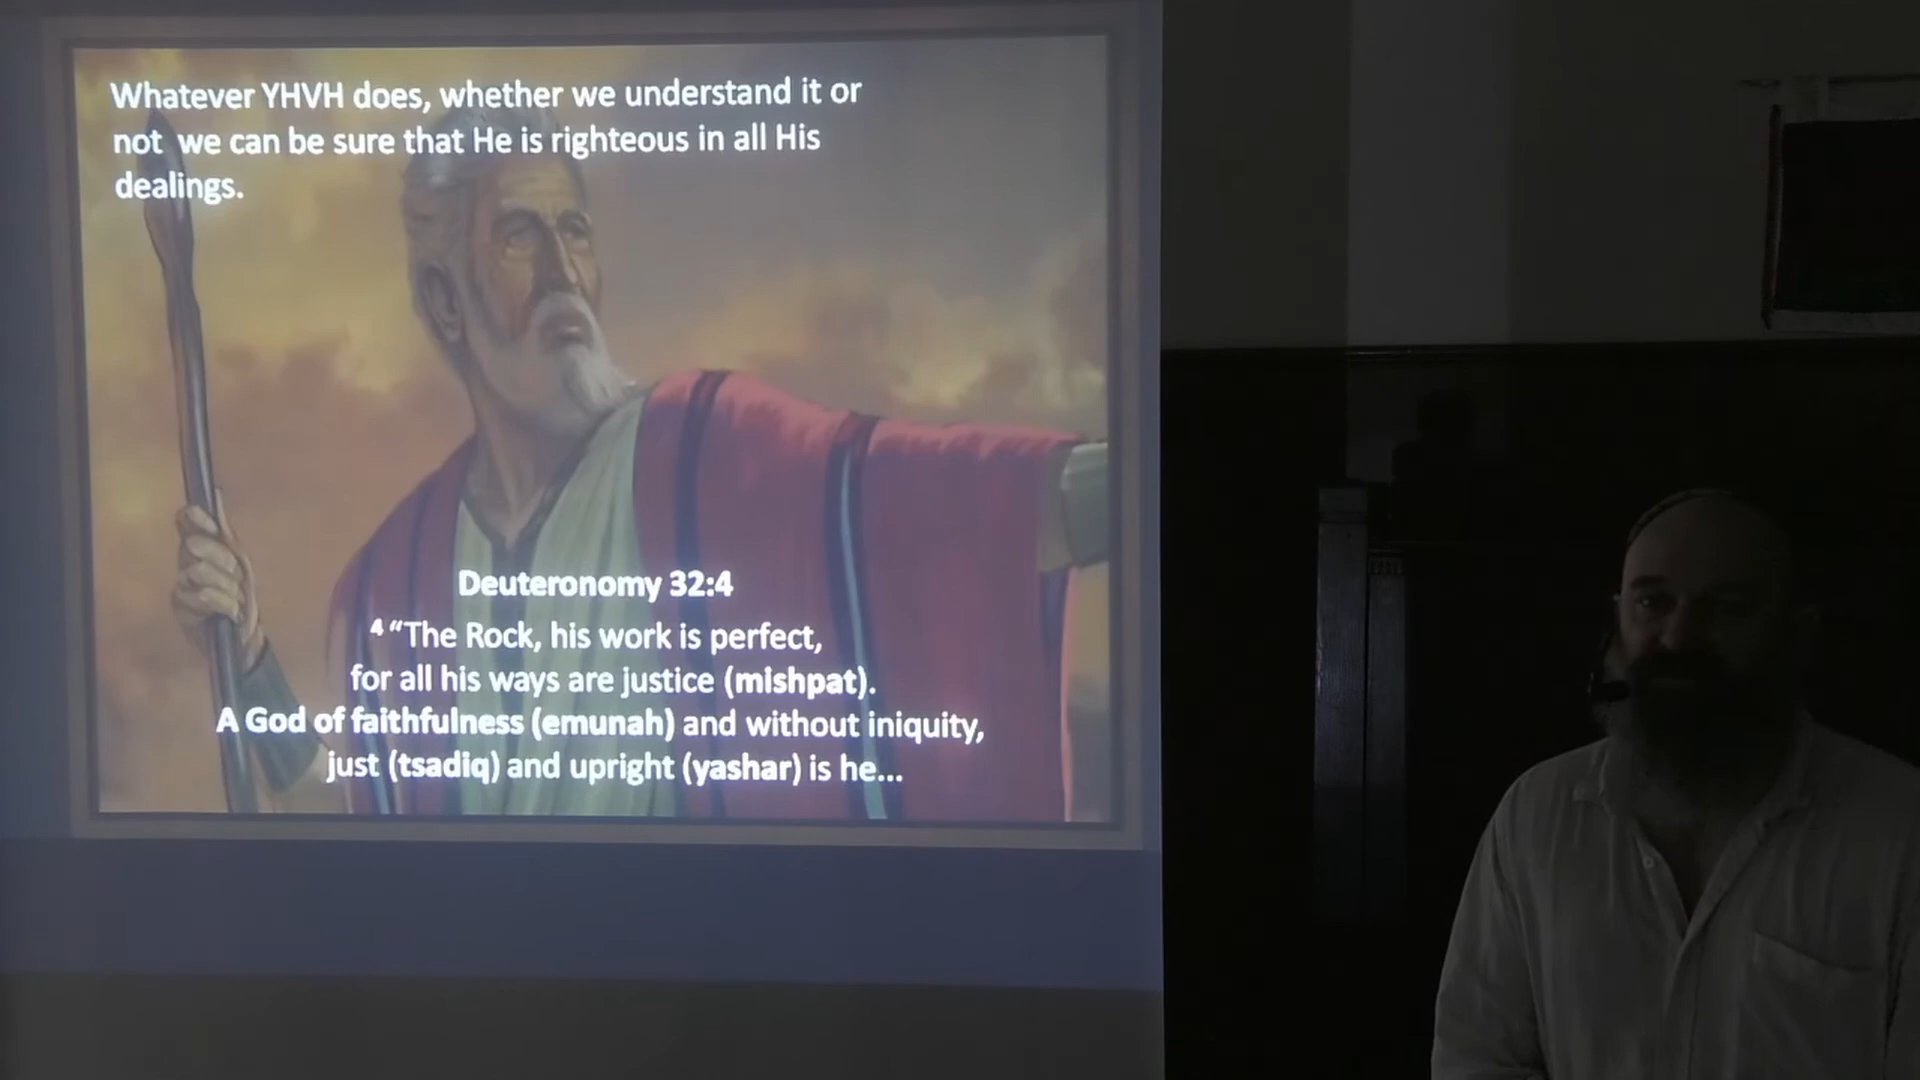 Whatever YHVH does, whether we understand it or
not we can be sure that He is righteous in all His
dealings.
Deuteronomy 32:4
⁴ “The Rock, his work is perfect,
for all his ways are justice (mishpat).
A God of faithfulness (emunah) and without iniquity,
just (tsadiq) and upright (yashar) is he...